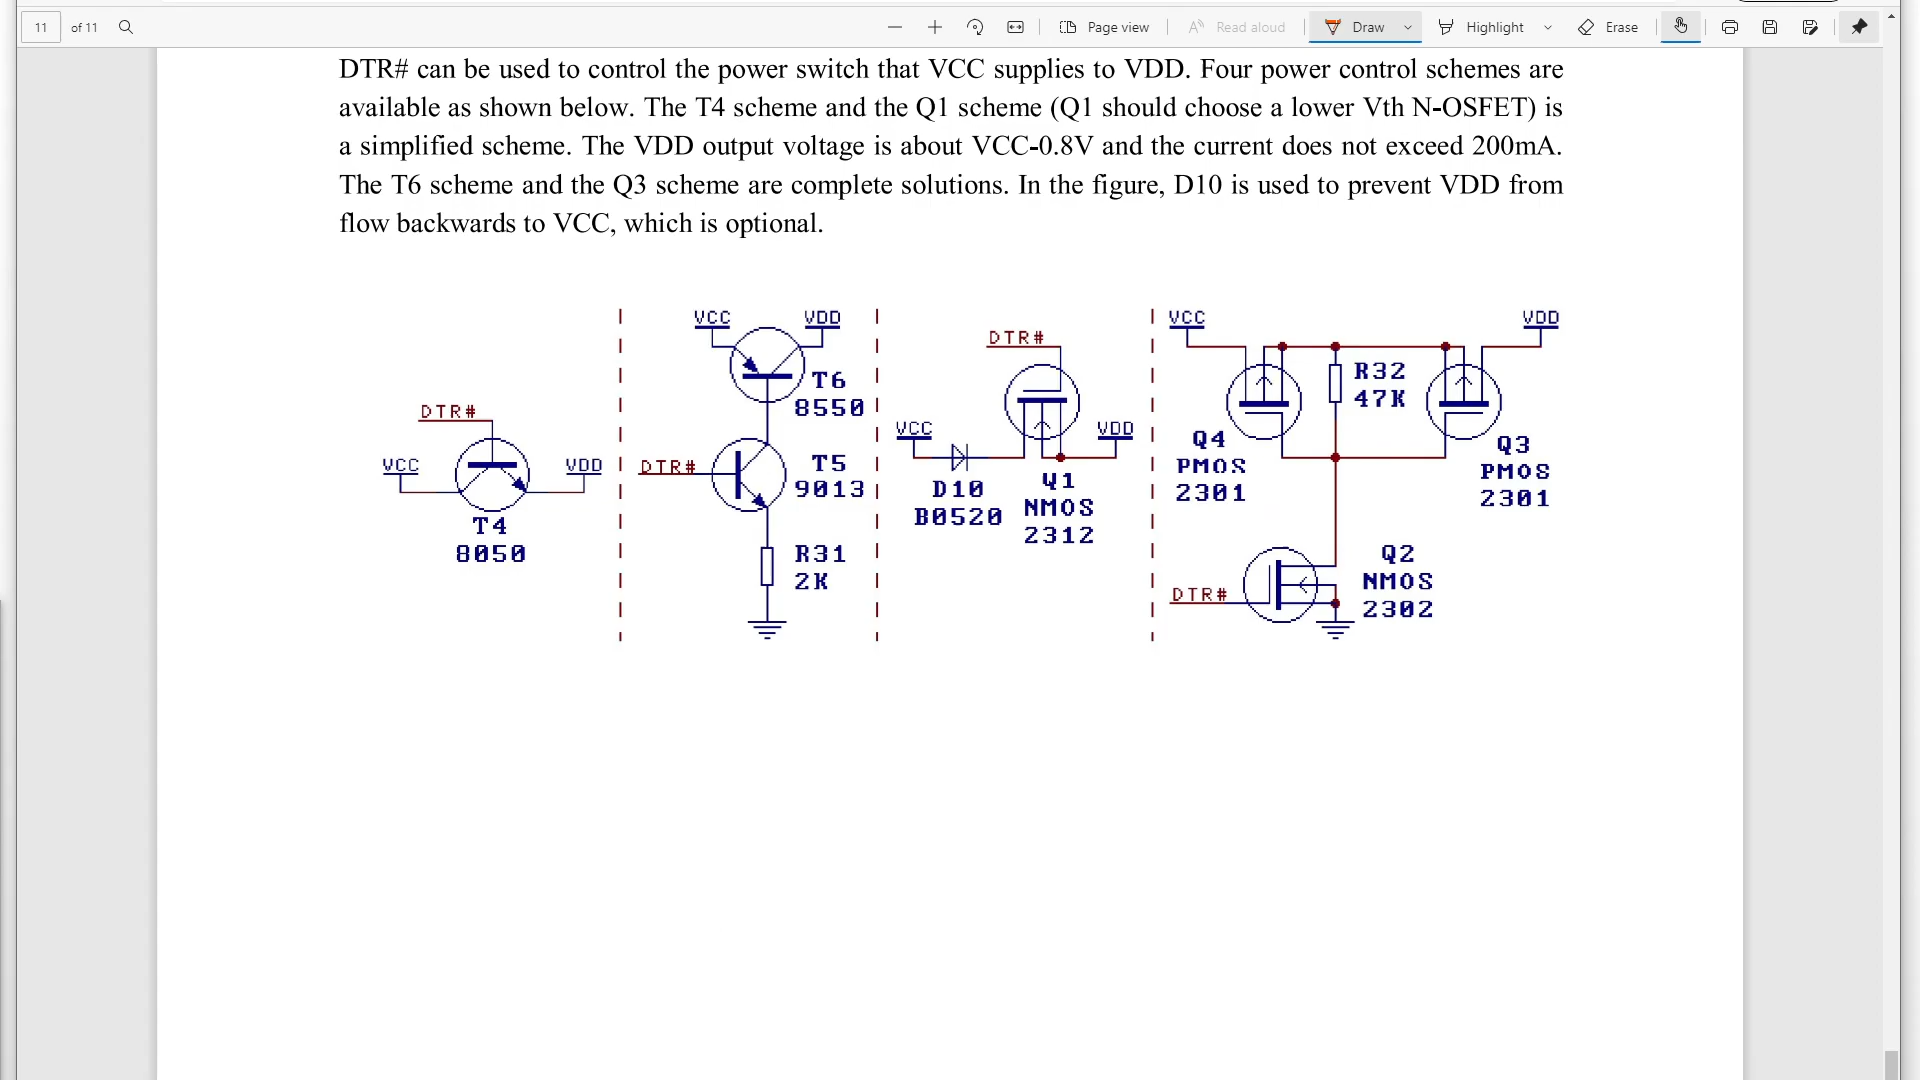 11 of 11 Page view Read aloud Draw Highlight Erase
DTR# can be used to control the power switch that VCC supplies to VDD. Four power control schemes are
available as shown below. The T4 scheme and the Q1 scheme (Q1 should choose a lower Vth N-OSFET) is
a simplified scheme. The VDD output voltage is about VCC-0.8V and the current does not exceed 200mA.
The T6 scheme and the Q3 scheme are complete solutions. In the figure, D10 is used to prevent VDD from
flow backwards to VCC, which is optional.
DTR#
VCC
VDD
T4
8050
VCC
VDD
T6
8550
DTR#
T5
9013
R31
2K
DTR#
VCC
VDD
D10
B0520
Q1
NMOS
2312
VCC
VDD
R32
47K
Q4
PMOS
2301
Q3
PMOS
2301
DTR#
Q2
NMOS
2302